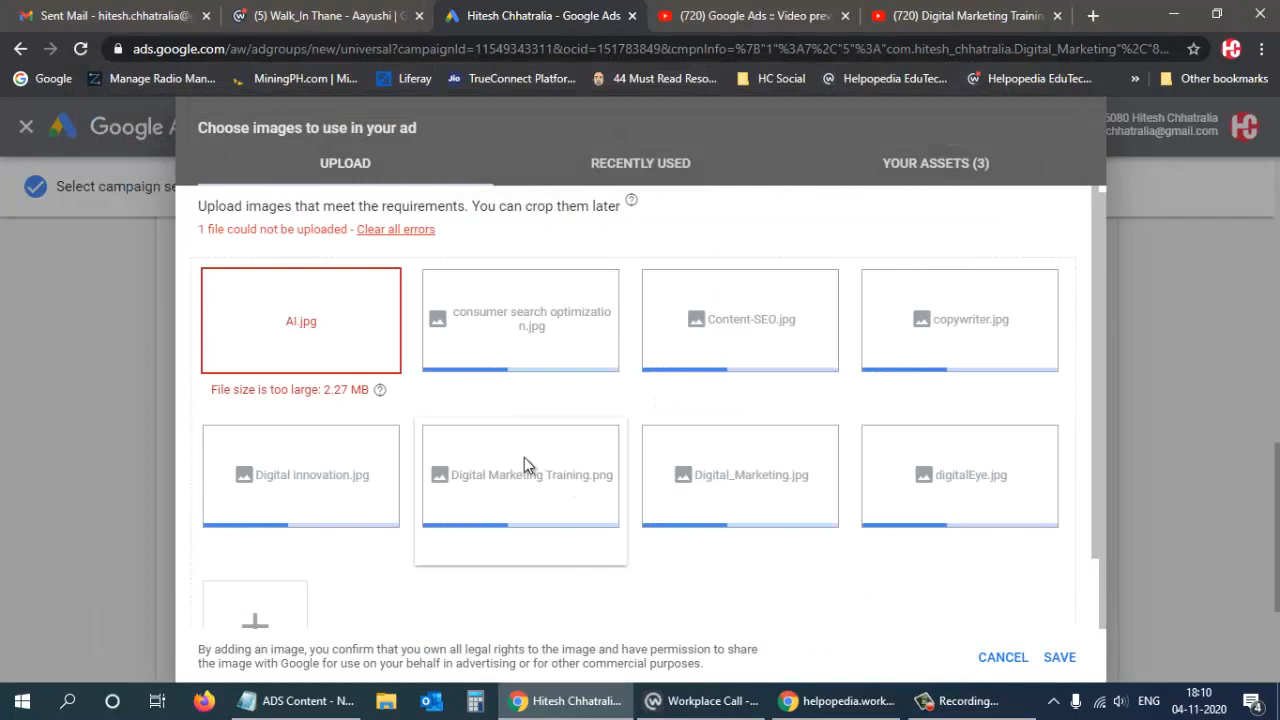 Sent Mail - hitesh.chhatralia@
(5) Walk_In Thane - Aayushi | G
Hitesh Chhatralia - Google Ads
(720) Google Ads :: Video prev
(720) Digital Marketing Trainin
ads.google.com/aw/adgroups/new/universal?campaignId=11549343311&ocid=151783849&cmpnInfo=%7B"1"%3A7%2C"5"%3A"com.hitesh_chhatralia.Digital_Marketing"%2C"8...
Google
Manage Radio Man...
MiningPH.com | Mi...
Liferay
TrueConnect Platfor...
44 Must Read Resou...
HC Social
Helpopedia EduTec...
Helpopedia EduTec...
»
Other bookmarks
Google A
5080 Hitesh Chhatralia
chhatralia@gmail.com
Select campaign se
Choose images to use in your ad
UPLOAD
RECENTLY USED
YOUR ASSETS (3)
Upload images that meet the requirements. You can crop them later
1 file could not be uploaded - Clear all errors
AI.jpg
consumer search optimizatio
n.jpg
Content-SEO.jpg
copywriter.jpg
File size is too large: 2.27 MB
Digital innovation.jpg
Digital Marketing Training.png
Digital_Marketing.jpg
digitalEye.jpg
By adding an image, you confirm that you own all legal rights to the image and have permission to share
the image with Google for use on your behalf in advertising or for other commercial purposes.
CANCEL
SAVE
ADS Content - N...
Hitesh Chhatrali...
Workplace Call -...
helpopedia.work...
Recording...
ENG
18:10
04-11-2020
4